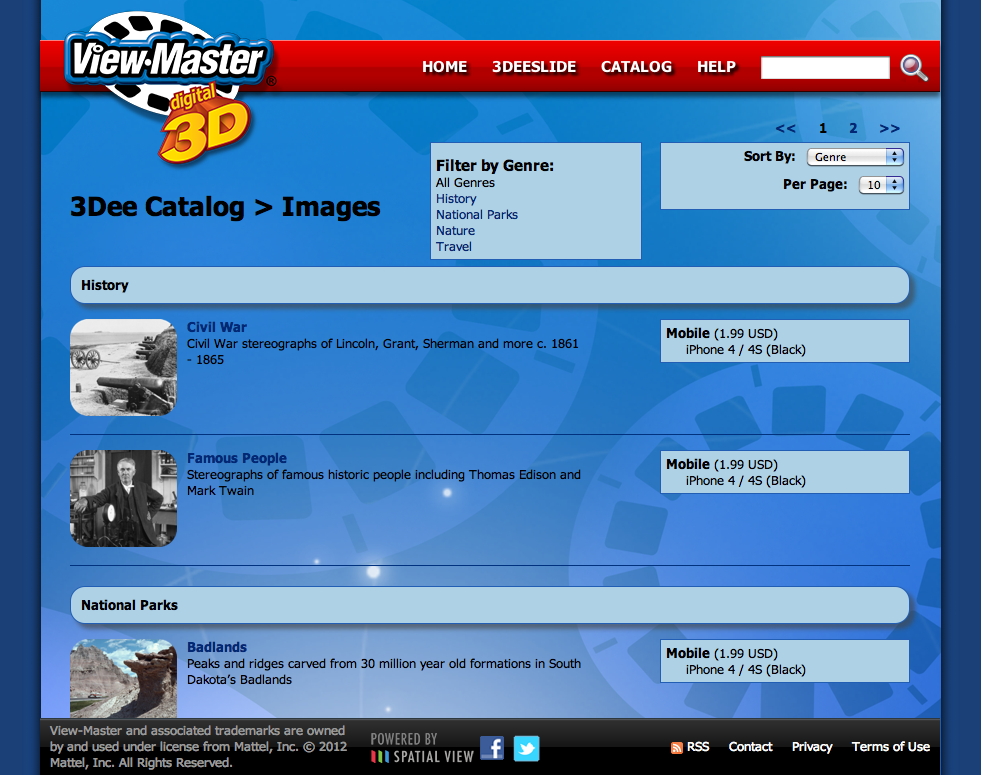 View-Master
®
digital
3D
HOME 3DEESLIDE CATALOG HELP
<< 1 2 >>
3Dee Catalog > Images
Filter by Genre:
All Genres
History
National Parks
Nature
Travel
Sort By: Genre
Per Page: 10
History
Civil War
Civil War stereographs of Lincoln, Grant, Sherman and more c. 1861
- 1865
Mobile (1.99 USD)
iPhone 4 / 4S (Black)
Famous People
Stereographs of famous historic people including Thomas Edison and
Mark Twain
Mobile (1.99 USD)
iPhone 4 / 4S (Black)
National Parks
Badlands
Peaks and ridges carved from 30 million year old formations in South
Dakota’s Badlands
Mobile (1.99 USD)
iPhone 4 / 4S (Black)
View-Master and associated trademarks are owned
by and used under license from Mattel, Inc. © 2012
Mattel, Inc. All Rights Reserved.
POWERED BY
SPATIAL VIEW
RSS Contact Privacy Terms of Use